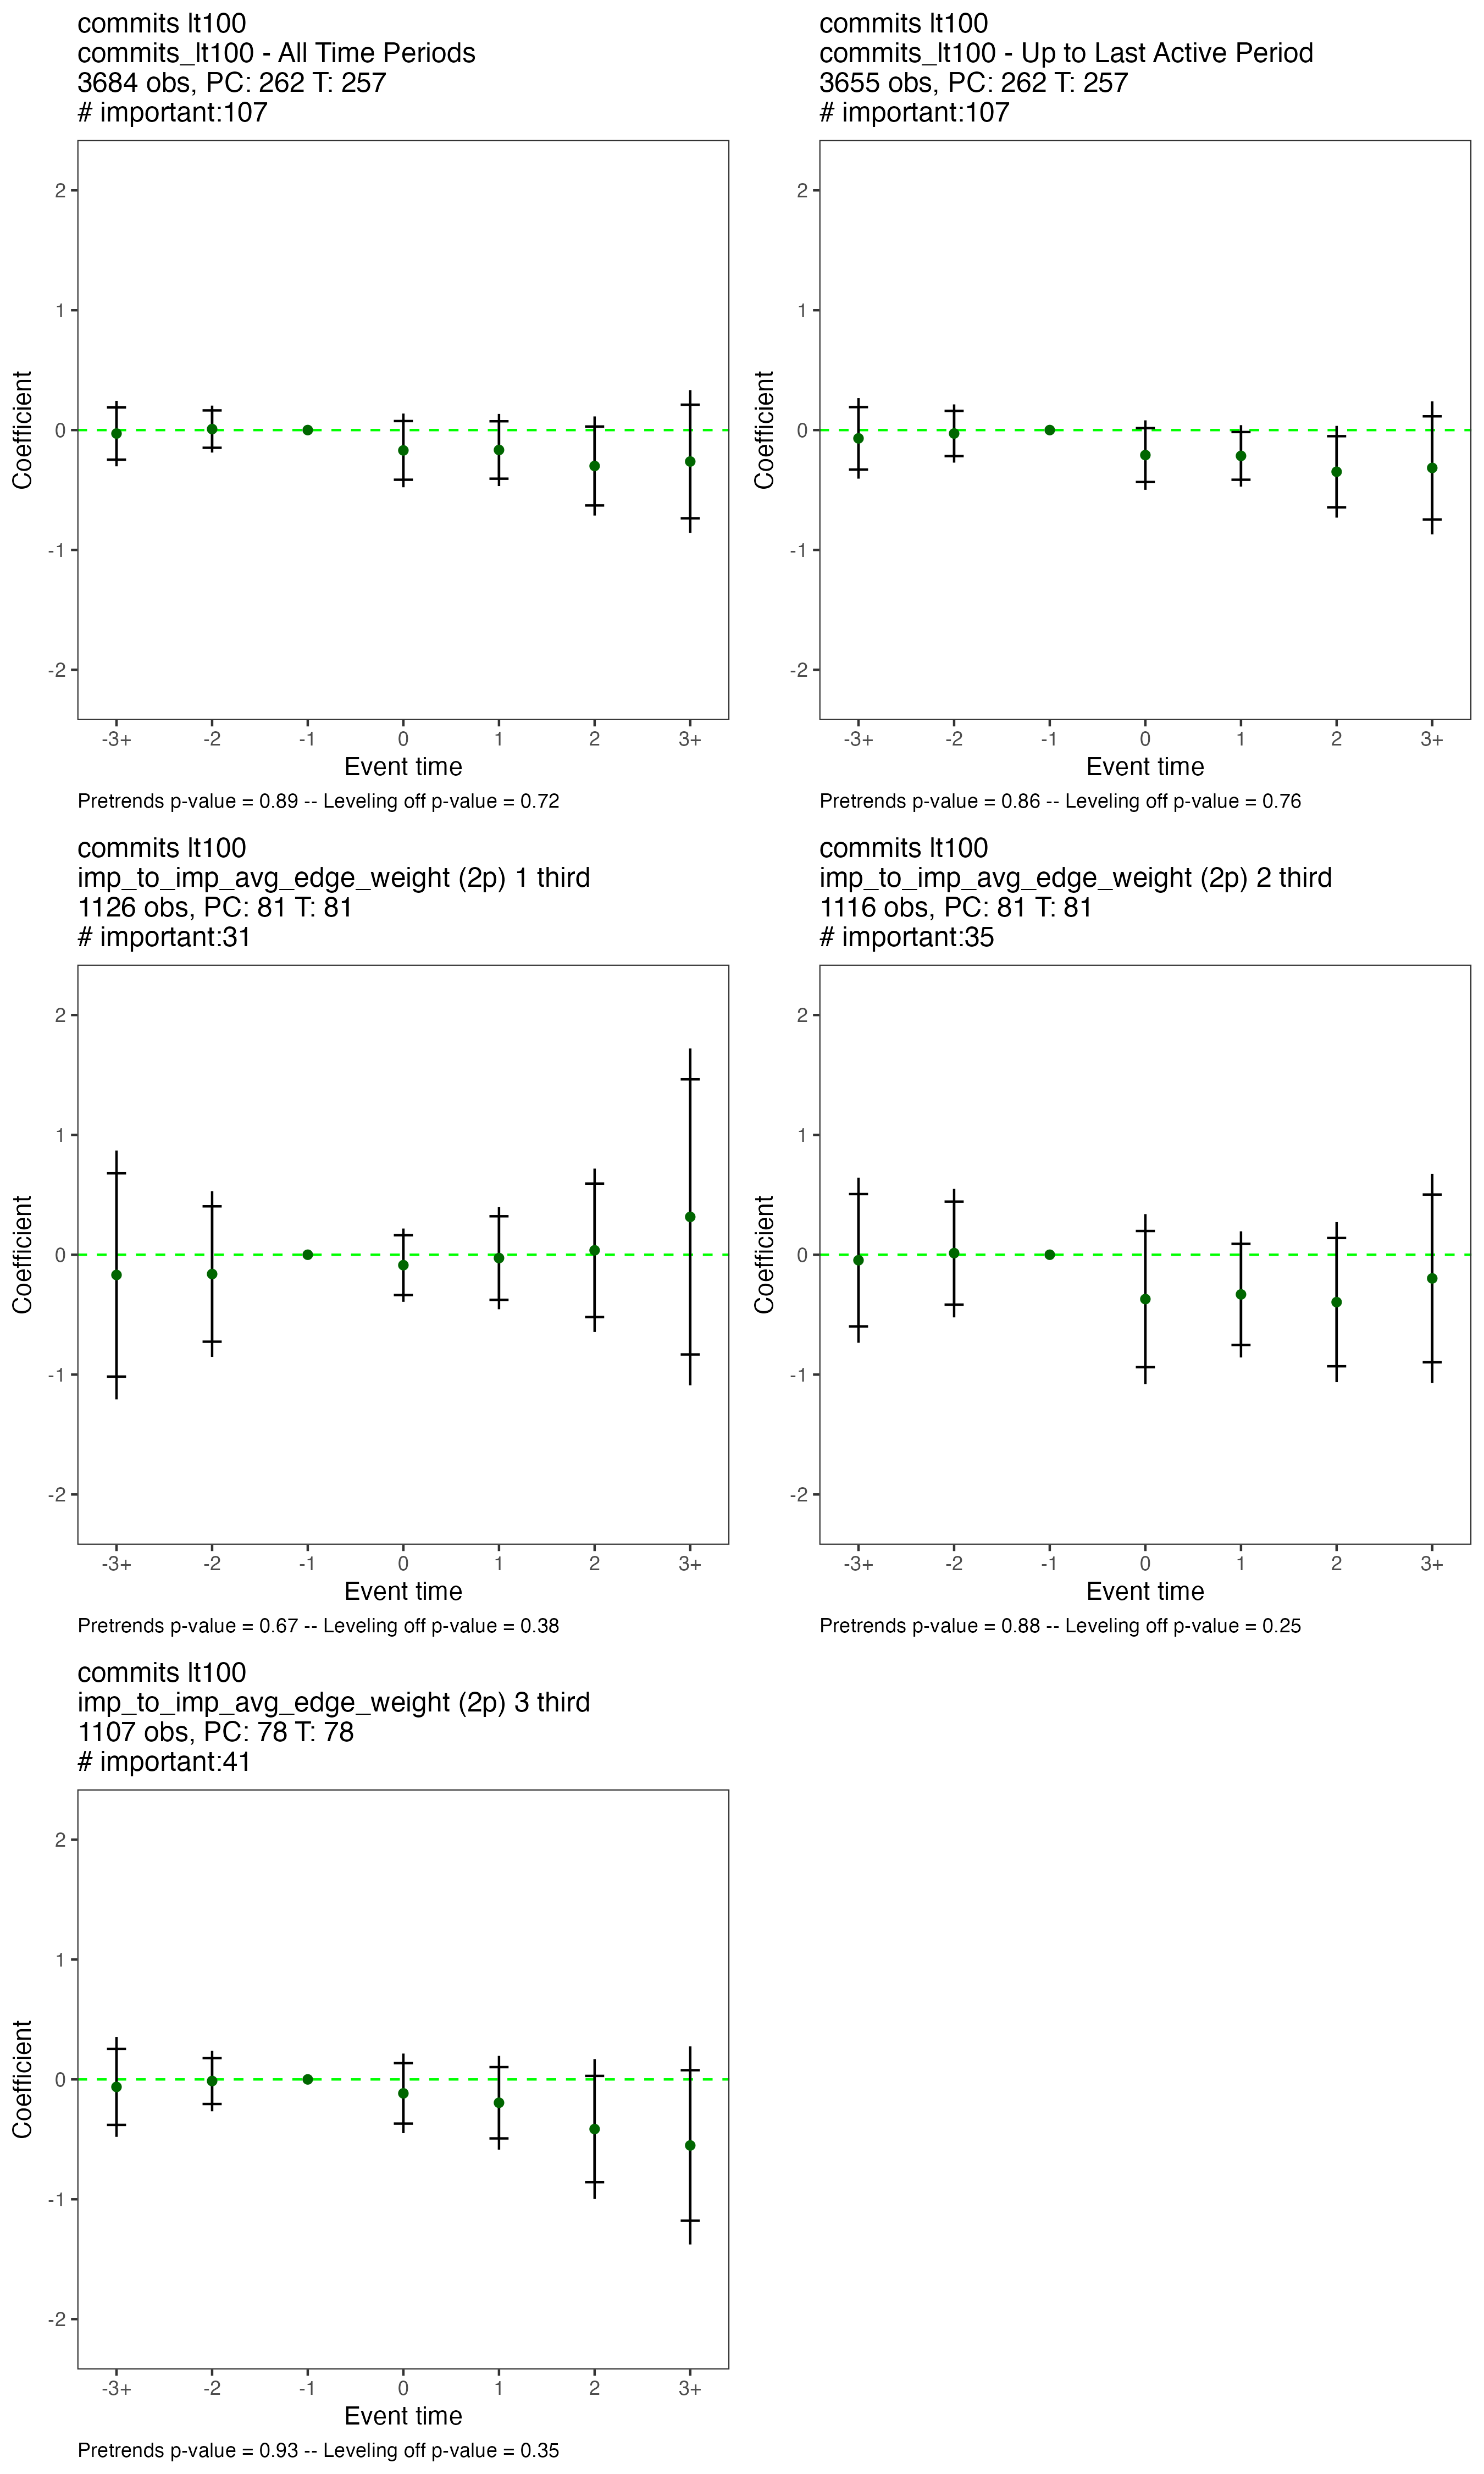 commits lt100
commits_lt100 - All Time Periods
3684 obs, PC: 262 T: 257
# important:107
2
1
0
-1
-2
Coefficient
-3+ -2 -1 0 1 2 3+
Event time
Pretrends p-value = 0.89 -- Leveling off p-value = 0.72
commits lt100
commits_lt100 - Up to Last Active Period
3655 obs, PC: 262 T: 257
# important:107
2
1
0
-1
-2
Coefficient
-3+ -2 -1 0 1 2 3+
Event time
Pretrends p-value = 0.86 -- Leveling off p-value = 0.76
commits lt100
imp_to_imp_avg_edge_weight (2p) 1 third
1126 obs, PC: 81 T: 81
# important:31
2
1
0
-1
-2
Coefficient
-3+ -2 -1 0 1 2 3+
Event time
Pretrends p-value = 0.67 -- Leveling off p-value = 0.38
commits lt100
imp_to_imp_avg_edge_weight (2p) 2 third
1116 obs, PC: 81 T: 81
# important:35
2
1
0
-1
-2
Coefficient
-3+ -2 -1 0 1 2 3+
Event time
Pretrends p-value = 0.88 -- Leveling off p-value = 0.25
commits lt100
imp_to_imp_avg_edge_weight (2p) 3 third
1107 obs, PC: 78 T: 78
# important:41
2
1
0
-1
-2
Coefficient
-3+ -2 -1 0 1 2 3+
Event time
Pretrends p-value = 0.93 -- Leveling off p-value = 0.35